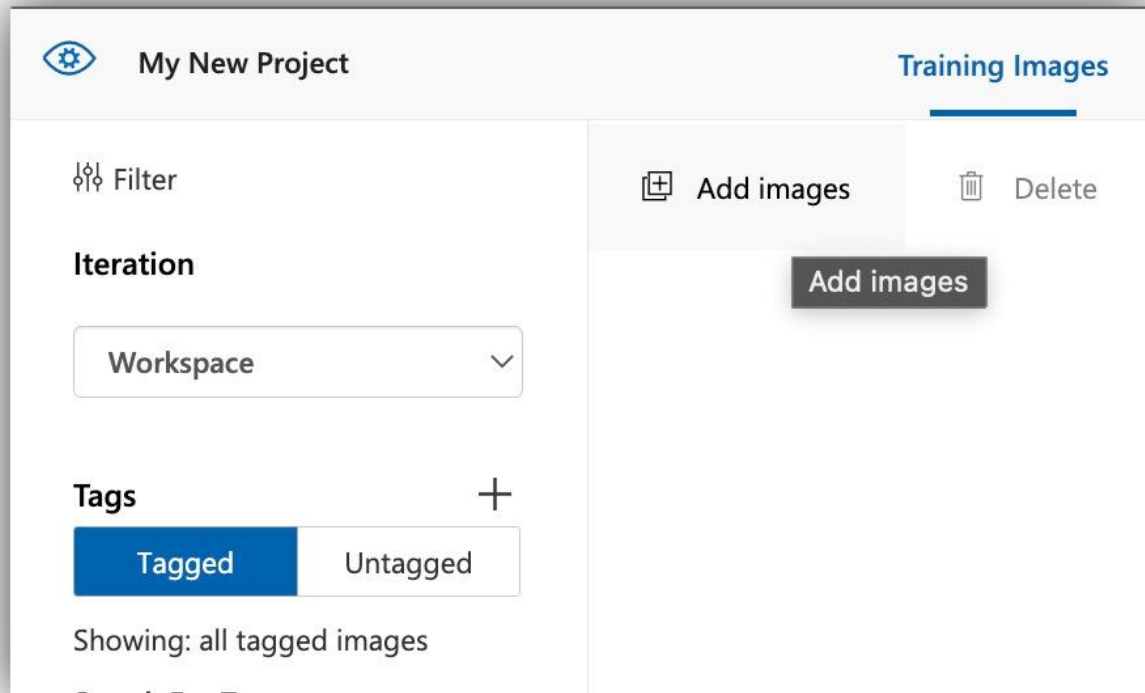 My New Project
Training Images
Filter
Add images
Delete
Iteration
Add images
Workspace
Tags
Tagged
Untagged
Showing: all tagged images